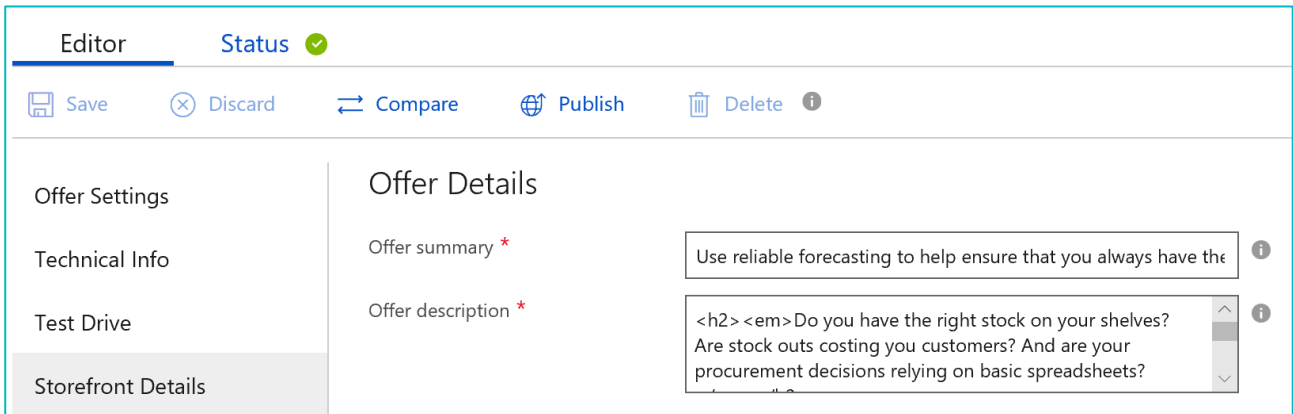 Editor Status
Save Discard Compare Publish Delete
Offer Settings
Technical Info
Test Drive
Storefront Details
Offer Details
Offer summary *
Use reliable forecasting to help ensure that you always have the
Offer description *
<h2><em>Do you have the right stock on your shelves?
Are stock outs costing you customers? And are your
procurement decisions relying on basic spreadsheets?